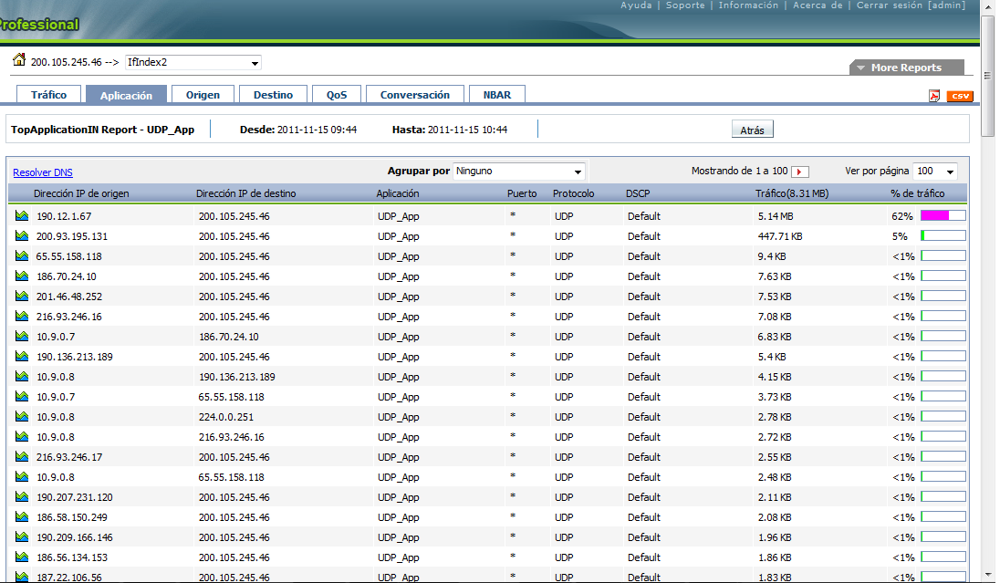 Ayuda | Soporte | Información | Acerca de | Cerrar sesión [admin]
Professional
200.105.245.46 --> IfIndex2
More Reports
Tráfico Aplicación Origen Destino QoS Conversación NBAR
CSV
TopApplicationIN Report - UDP_App Desde: 2011-11-15 09:44 Hasta: 2011-11-15 10:44 Atrás
Resolver DNS Agrupar por Ninguno Mostrando de 1 a 100 Ver por página 100
Dirección IP de origen Dirección IP de destino Aplicación Puerto Protocolo DSCP Tráfico(8.31 MB) % de tráfico
190.12.1.67 200.105.245.46 UDP_App * UDP Default 5.14 MB 62%
200.93.195.131 200.105.245.46 UDP_App * UDP Default 447.71 KB 5%
65.55.158.118 200.105.245.46 UDP_App * UDP Default 9.4 KB <1%
186.70.24.10 200.105.245.46 UDP_App * UDP Default 7.63 KB <1%
201.46.48.252 200.105.245.46 UDP_App * UDP Default 7.53 KB <1%
216.93.246.16 200.105.245.46 UDP_App * UDP Default 7.08 KB <1%
10.9.0.7 186.70.24.10 UDP_App * UDP Default 6.83 KB <1%
190.136.213.189 200.105.245.46 UDP_App * UDP Default 5.4 KB <1%
10.9.0.8 190.136.213.189 UDP_App * UDP Default 4.15 KB <1%
10.9.0.7 65.55.158.118 UDP_App * UDP Default 3.73 KB <1%
10.9.0.8 224.0.0.251 UDP_App * UDP Default 2.78 KB <1%
10.9.0.8 216.93.246.16 UDP_App * UDP Default 2.72 KB <1%
216.93.246.17 200.105.245.46 UDP_App * UDP Default 2.55 KB <1%
10.9.0.8 65.55.158.118 UDP_App * UDP Default 2.48 KB <1%
190.207.231.120 200.105.245.46 UDP_App * UDP Default 2.11 KB <1%
186.58.150.249 200.105.245.46 UDP_App * UDP Default 2.08 KB <1%
190.209.166.146 200.105.245.46 UDP_App * UDP Default 1.96 KB <1%
186.56.134.153 200.105.245.46 UDP_App * UDP Default 1.86 KB <1%
187.22.106.56 200.105.245.46 UDP_App * UDP Default 1.83 KB <1%